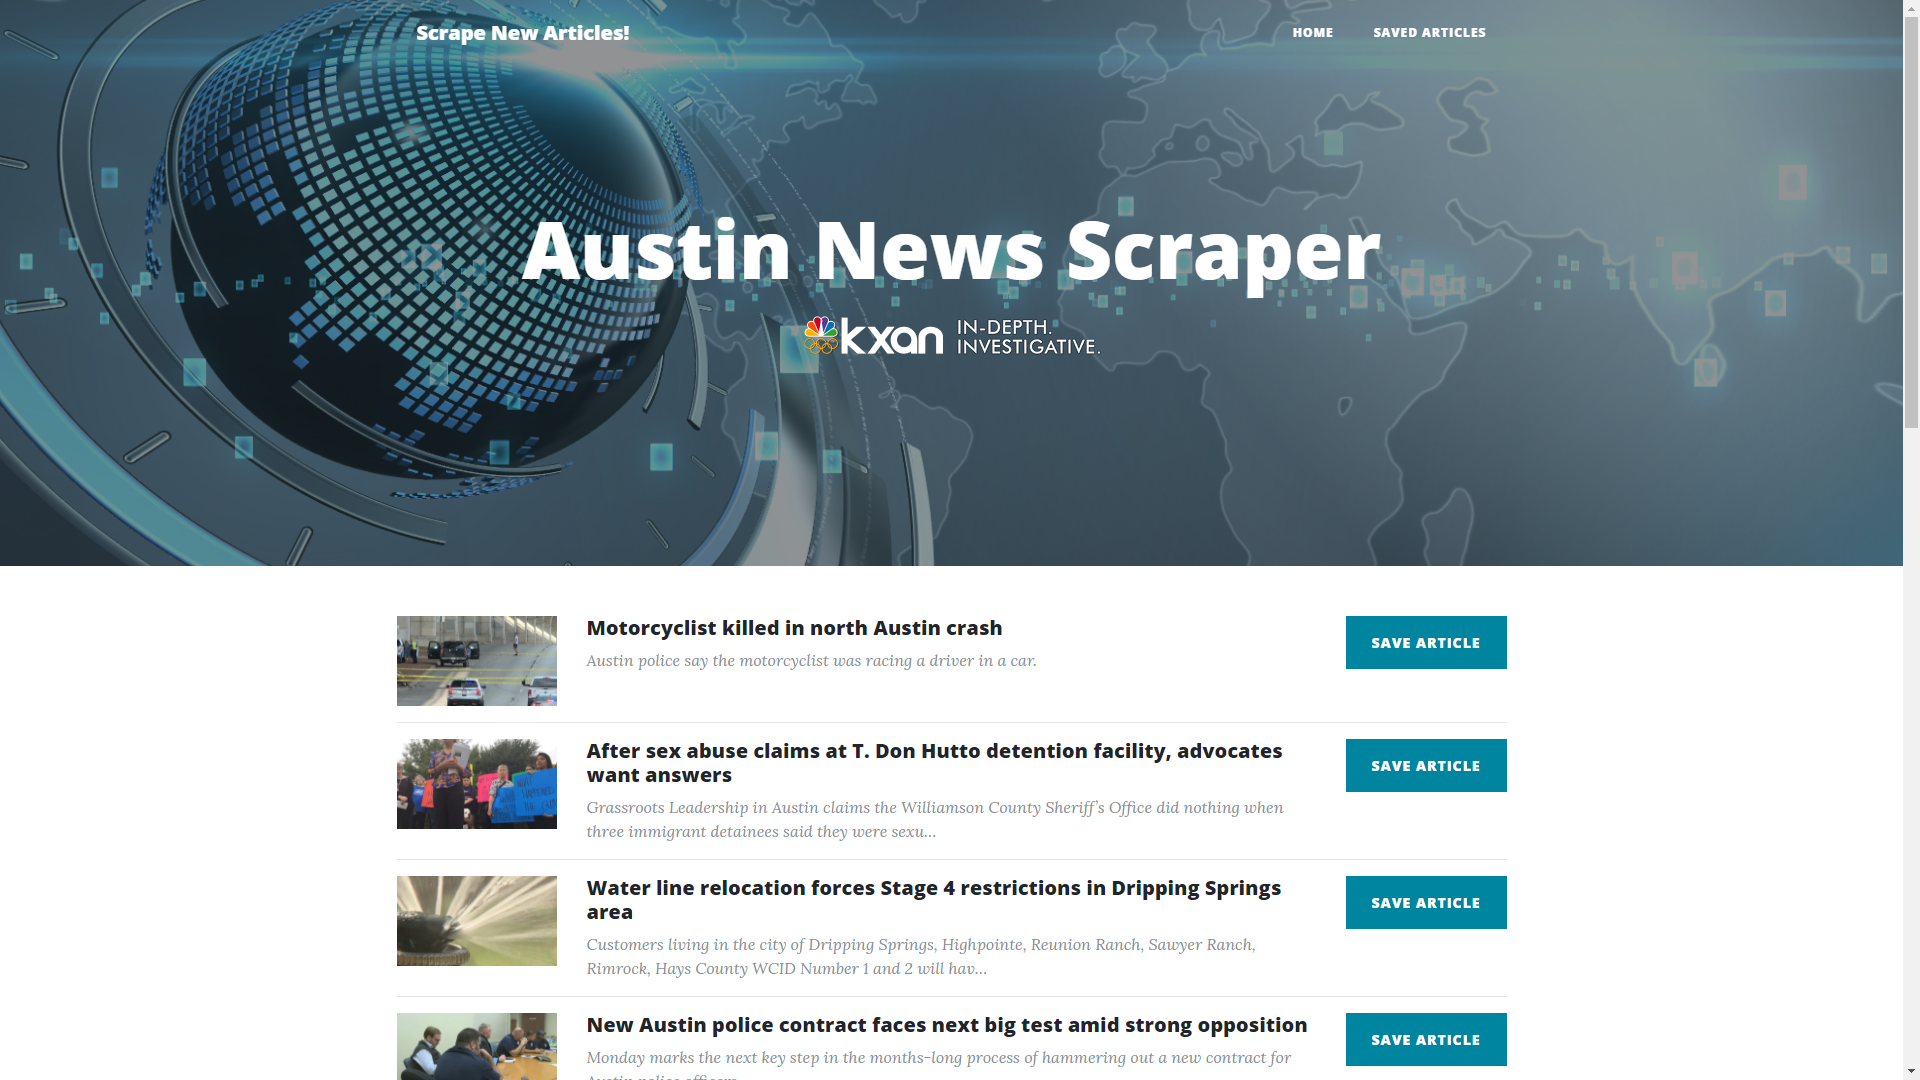 Scrape New Articles!
HOME
SAVED ARTICLES
Austin News Scraper
kxan
IN-DEPTH.
INVESTIGATIVE.
Motorcyclist killed in north Austin crash
Austin police say the motorcyclist was racing a driver in a car.
SAVE ARTICLE
After sex abuse claims at T. Don Hutto detention facility, advocates
want answers
Grassroots Leadership in Austin claims the Williamson County Sheriff's Office did nothing when
three immigrant detainees said they were sexu...
SAVE ARTICLE
Water line relocation forces Stage 4 restrictions in Dripping Springs
area
Customers living in the city of Dripping Springs, Highpointe, Reunion Ranch, Sawyer Ranch,
Rimrock, Hays County WCID Number 1 and 2 will hav...
SAVE ARTICLE
New Austin police contract faces next big test amid strong opposition
Monday marks the next key step in the months-long process of hammering out a new contract for
Austin police officers
SAVE ARTICLE